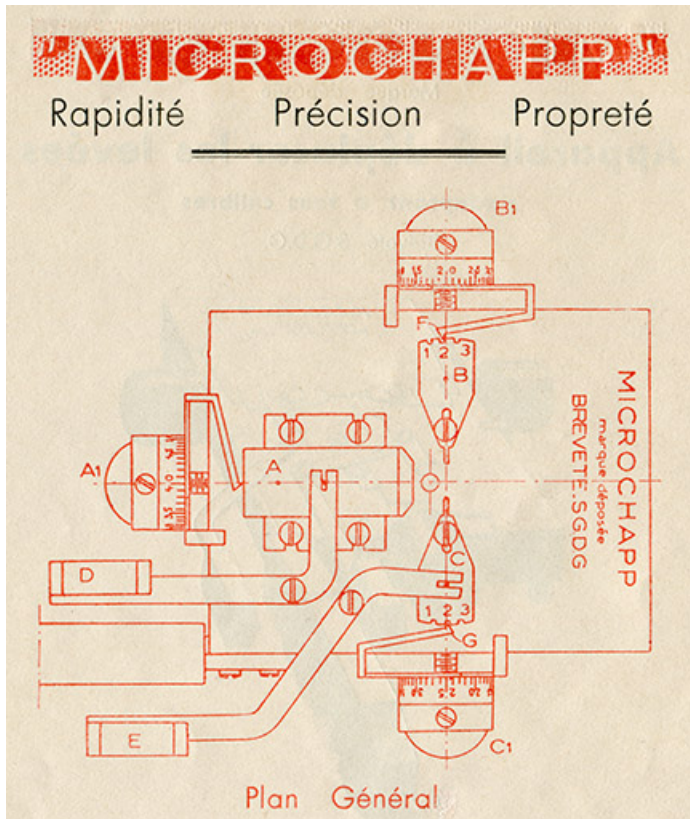 "MICROCHAPP"
Rapidité Précision Propreté
B1
F
1 2 3
B
MICROCHAPP
marque déposée
BREVETE.S.G.D.G
A1
A
C
D
1 2 3
G
E
C1
Plan Général